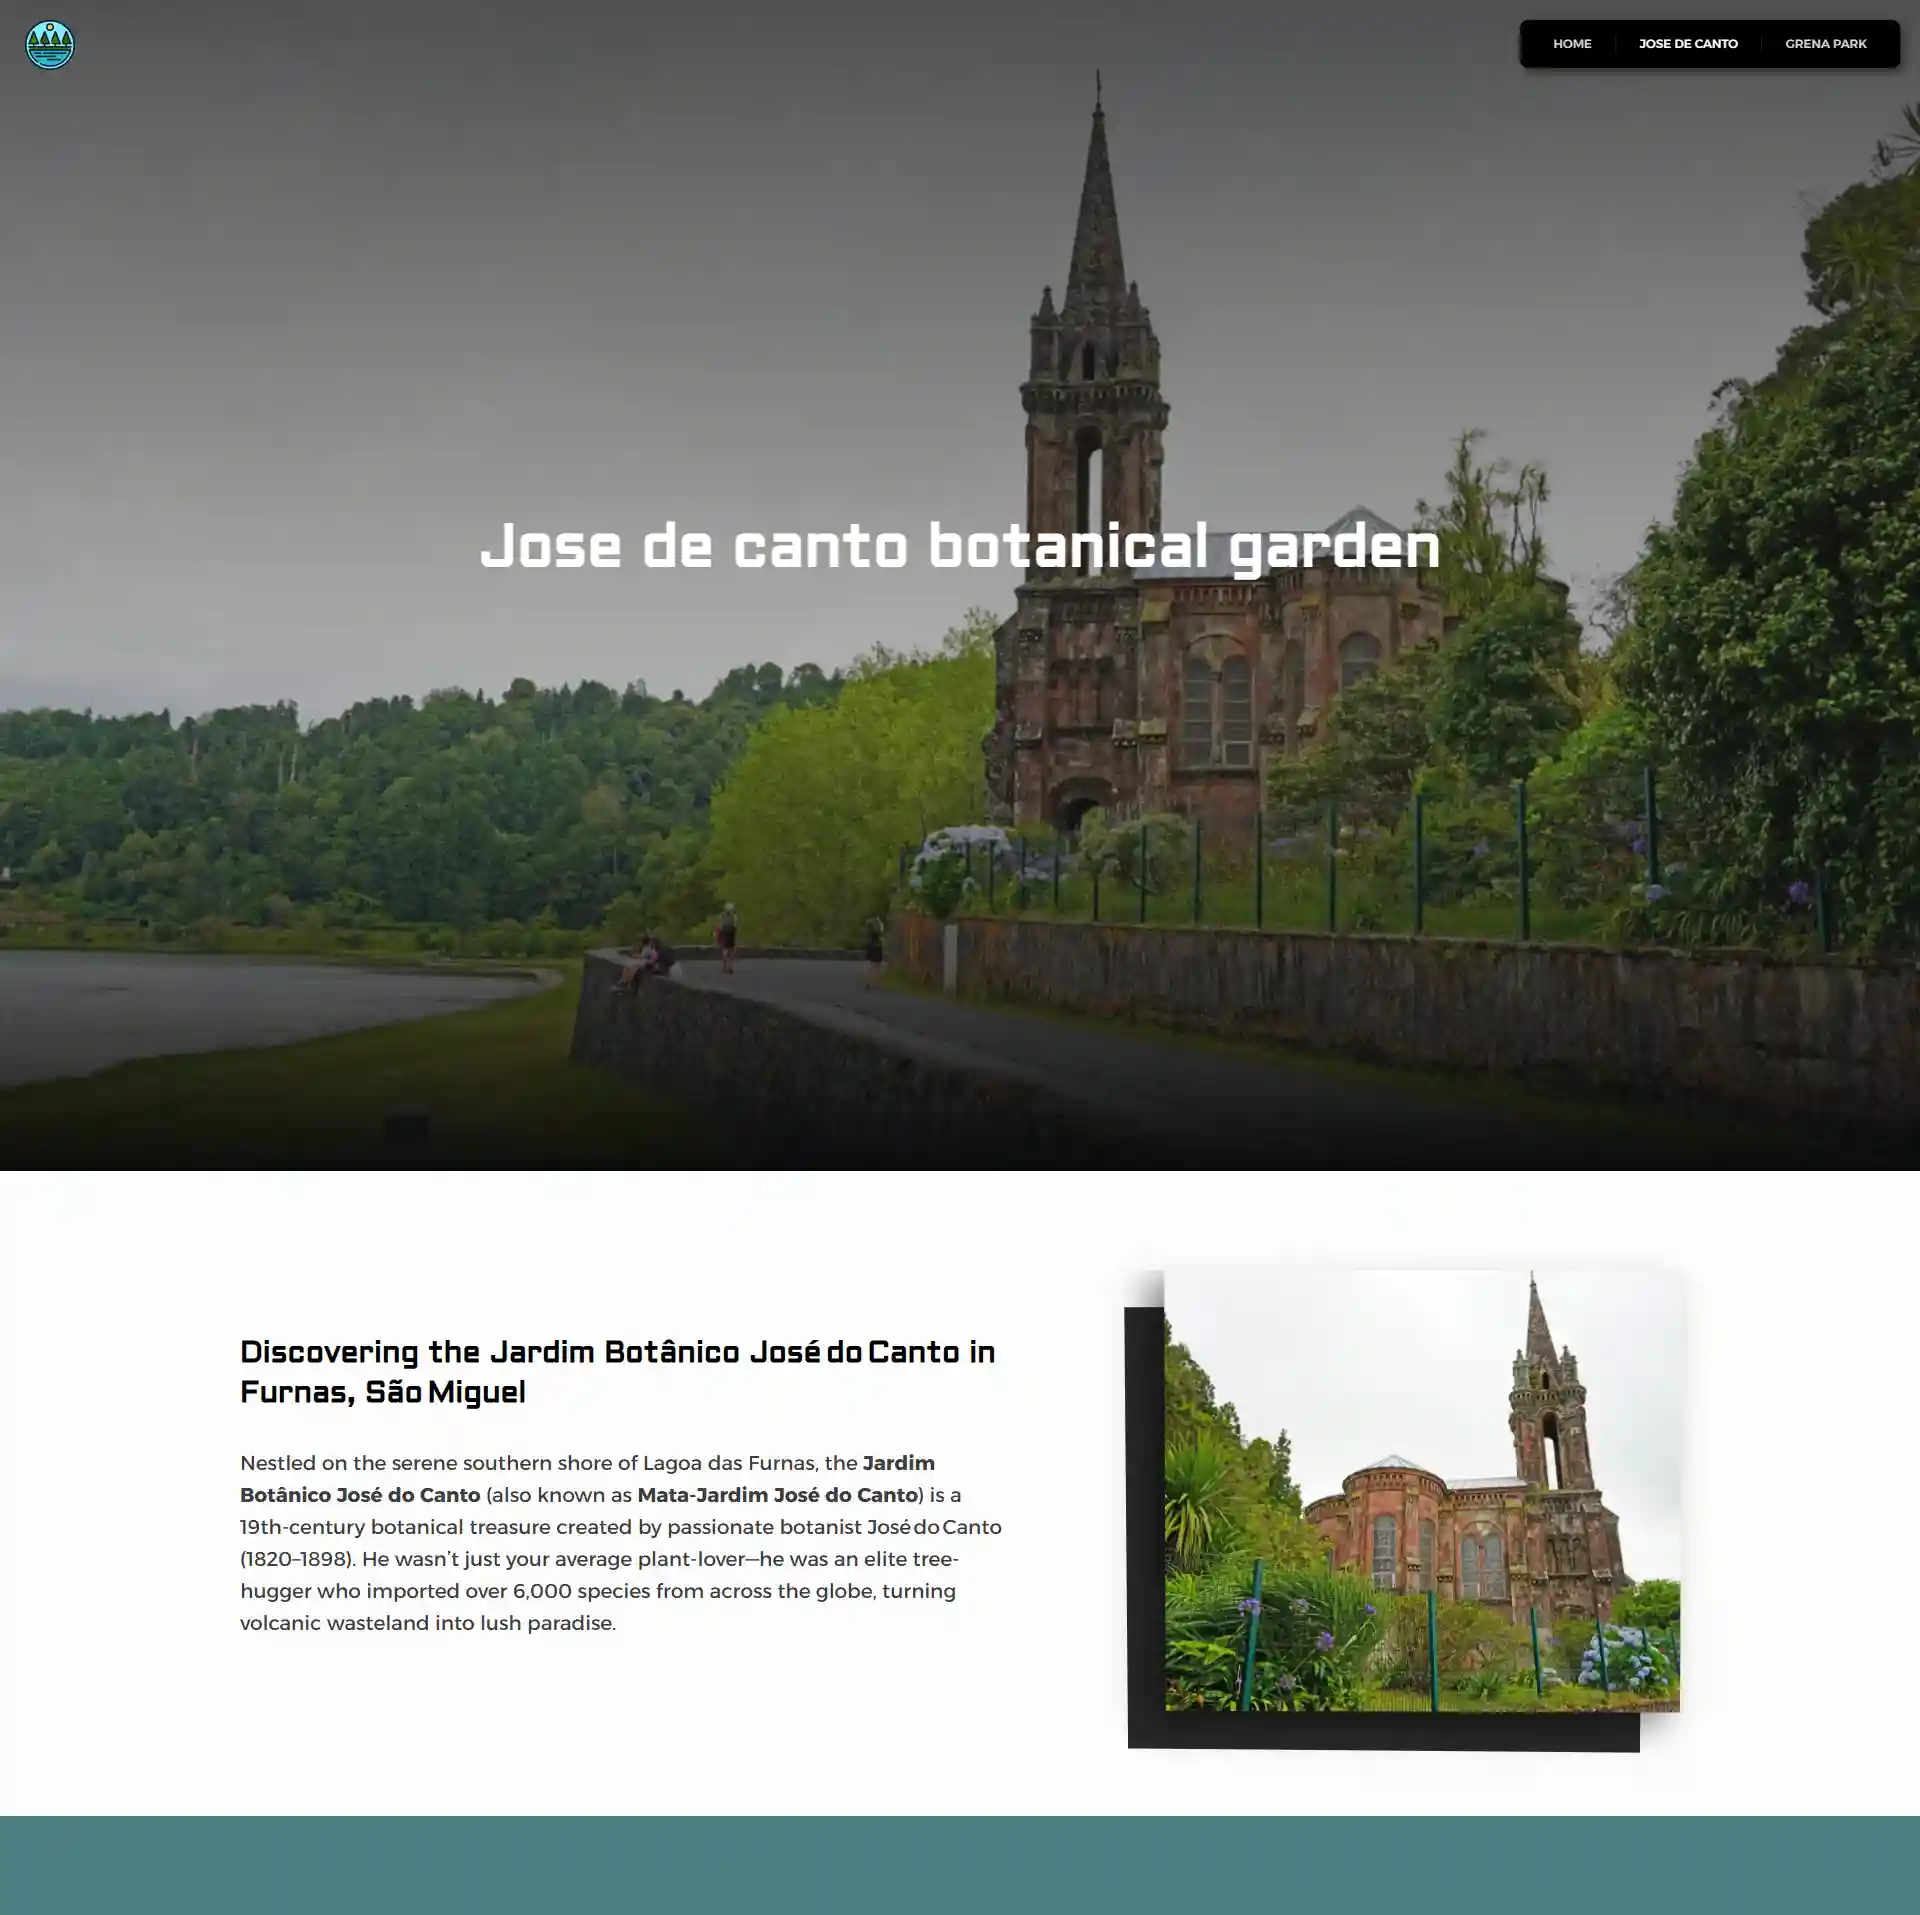 HOME
JOSE DE CANTO
GRENA PARK
Jose de canto botanical garden
Discovering the Jardim Botânico José do Canto in
Furnas, São Miguel
Nestled on the serene southern shore of Lagoa das Furnas, the Jardim
Botânico José do Canto (also known as Mata-Jardim José do Canto) is a
19th-century botanical treasure created by passionate botanist José do Canto
(1820–1898). He wasn’t just your average plant-lover—he was an elite tree-
hugger who imported over 6,000 species from across the globe, turning
volcanic wasteland into lush paradise.